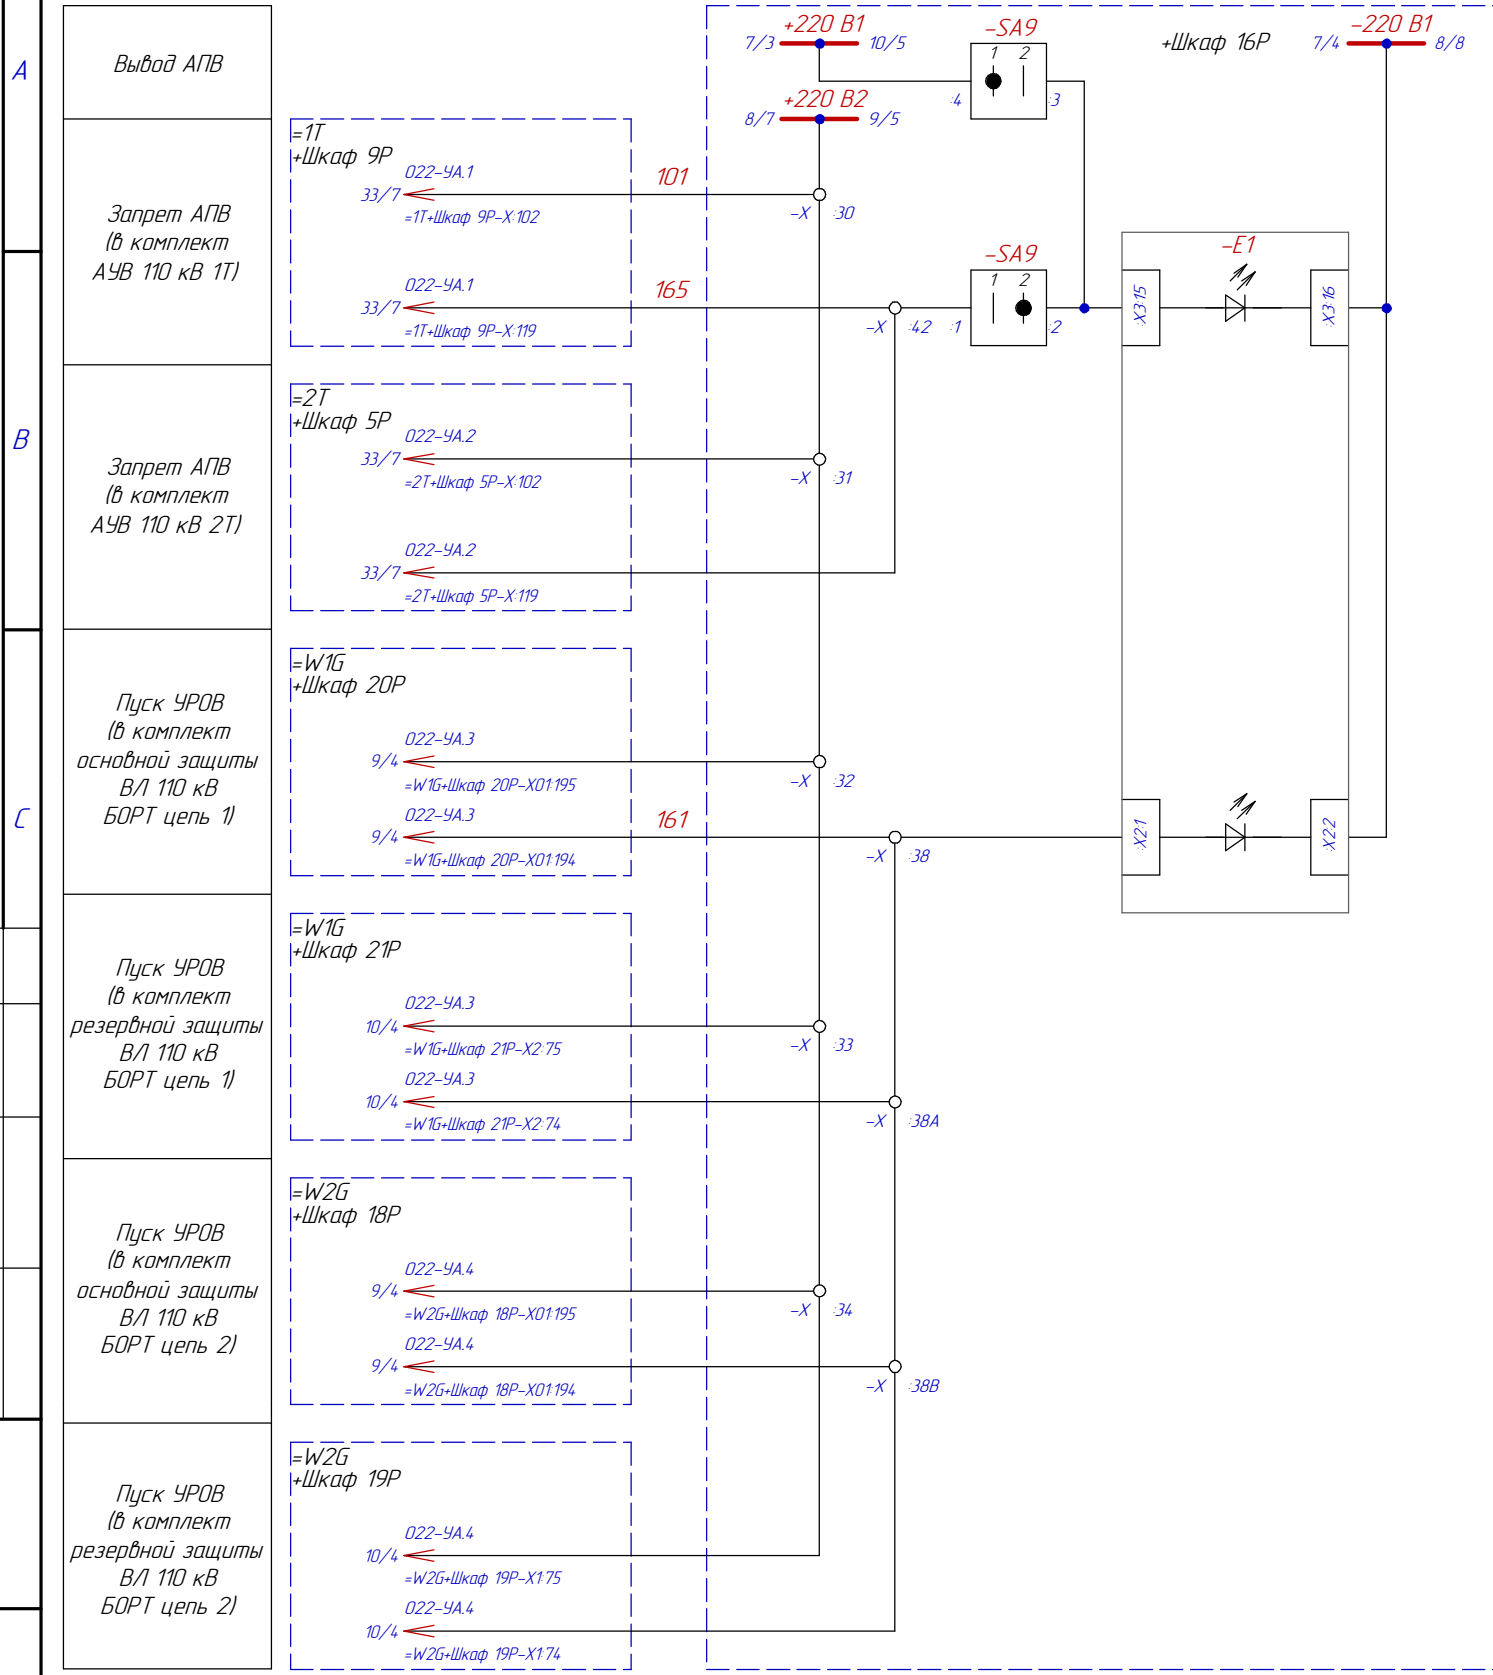 A
B
C
Вывод АПВ
Запрет АПВ
(в комплект
АУВ 110 кВ 1Т)
Запрет АПВ
(в комплект
АУВ 110 кВ 2Т)
Пуск УРОВ
(в комплект
основной защиты
ВЛ 110 кВ
БОРТ цепь 1)
Пуск УРОВ
(в комплект
резервной защиты
ВЛ 110 кВ
БОРТ цепь 1)
Пуск УРОВ
(в комплект
основной защиты
ВЛ 110 кВ
БОРТ цепь 2)
Пуск УРОВ
(в комплект
резервной защиты
ВЛ 110 кВ
БОРТ цепь 2)
=1Т
+Шкаф 9Р
022-УА.1
33/7
=1Т+Шкаф 9Р-X:102
022-УА.1
33/7
=1Т+Шкаф 9Р-X:119
=2Т
+Шкаф 5Р
022-УА.2
33/7
=2Т+Шкаф 5Р-X:102
022-УА.2
33/7
=2Т+Шкаф 5Р-X:119
=W1G
+Шкаф 20Р
022-УА.3
9/4
=W1G+Шкаф 20Р-X01:195
022-УА.3
9/4
=W1G+Шкаф 20Р-X01:194
=W1G
+Шкаф 21Р
022-УА.3
10/4
=W1G+Шкаф 21Р-X2:75
022-УА.3
10/4
=W1G+Шкаф 21Р-X2:74
=W2G
+Шкаф 18Р
022-УА.4
9/4
=W2G+Шкаф 18Р-X01:195
022-УА.4
9/4
=W2G+Шкаф 18Р-X01:194
=W2G
+Шкаф 19Р
022-УА.4
10/4
=W2G+Шкаф 19Р-X1:75
022-УА.4
10/4
=W2G+Шкаф 19Р-X1:74
101
165
161
+220 В1
7/3 10/5
+220 В2
8/7 9/5
-SA9
1 2
:4 :3
+Шкаф 16Р
-220 В1
7/4 8/8
-X :30
-SA9
1 2
-X :42 :1 :2
-E1
:X3:15
:X3:16
-X :31
-X :32
-X :38
:X2:1
:X2:2
-X :33
-X :38A
-X :34
-X :38B